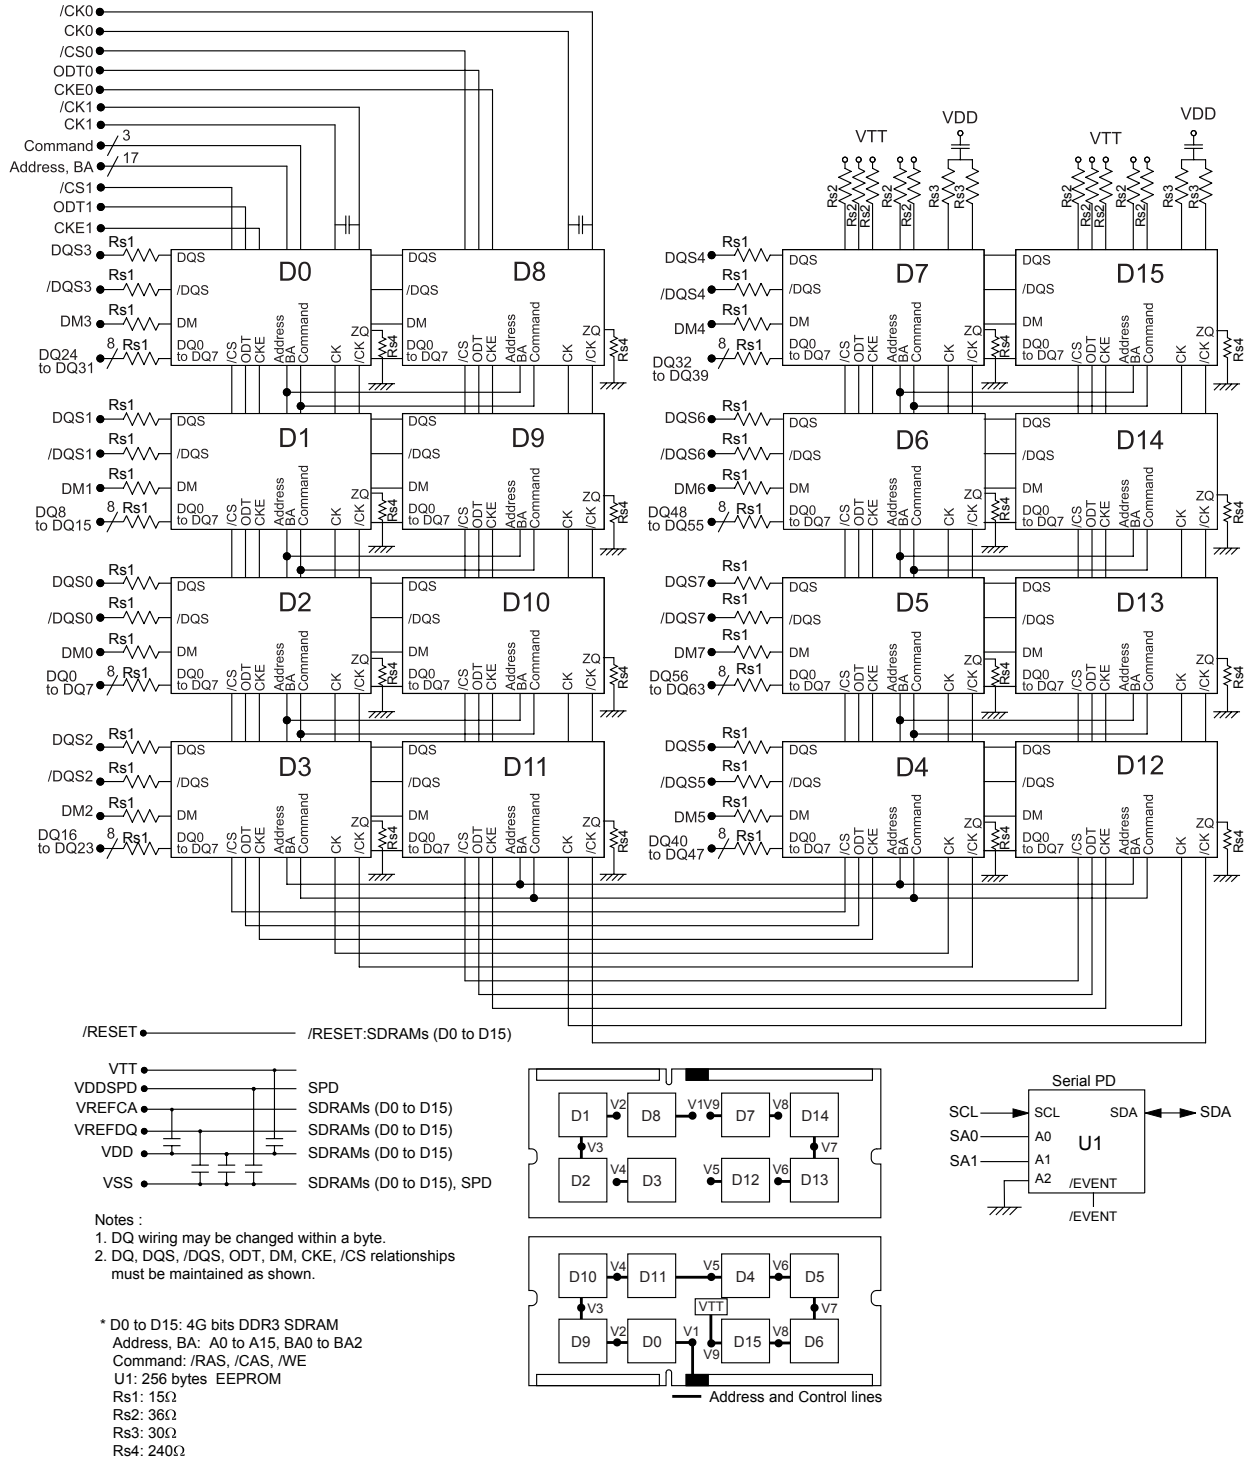 /CK0
CK0
/CS0
ODT0
CKE0
/CK1
CK1
Command 3
Address, BA 17
/CS1
ODT1
CKE1
VTT
VDD
VTT
VDD
Rs2
Rs2
Rs2
Rs2
Rs2
Rs3
Rs3
Rs2
Rs2
Rs2
Rs2
Rs2
Rs3
Rs3
DQS3 Rs1 DQS D0 DQS D8
/DQS3 Rs1 /DQS /DQS
DM3 Rs1 DM DM
DQ24 to DQ31 8 Rs1 DQ0 to DQ7 /CS ODT CKE Address BA Command CK /CK ZQ Rs4
DQ0 to DQ7 /CS ODT CKE Address BA Command CK /CK ZQ Rs4
DQS4 Rs1 DQS D7 DQS D15
/DQS4 Rs1 /DQS /DQS
DM4 Rs1 DM DM
DQ32 to DQ39 8 Rs1 DQ0 to DQ7 /CS ODT CKE Address BA Command CK /CK ZQ Rs4
DQ0 to DQ7 /CS ODT CKE Address BA Command CK /CK ZQ Rs4
DQS1 Rs1 DQS D1 DQS D9
/DQS1 Rs1 /DQS /DQS
DM1 Rs1 DM DM
DQ8 to DQ15 8 Rs1 DQ0 to DQ7 /CS ODT CKE Address BA Command CK /CK ZQ Rs4
DQ0 to DQ7 /CS ODT CKE Address BA Command CK /CK ZQ Rs4
DQS6 Rs1 DQS D6 DQS D14
/DQS6 Rs1 /DQS /DQS
DM6 Rs1 DM DM
DQ48 to DQ55 8 Rs1 DQ0 to DQ7 /CS ODT CKE Address BA Command CK /CK ZQ Rs4
DQ0 to DQ7 /CS ODT CKE Address BA Command CK /CK ZQ Rs4
DQS0 Rs1 DQS D2 DQS D10
/DQS0 Rs1 /DQS /DQS
DM0 Rs1 DM DM
DQ0 to DQ7 8 Rs1 DQ0 to DQ7 /CS ODT CKE Address BA Command CK /CK ZQ Rs4
DQ0 to DQ7 /CS ODT CKE Address BA Command CK /CK ZQ Rs4
DQS7 Rs1 DQS D5 DQS D13
/DQS7 Rs1 /DQS /DQS
DM7 Rs1 DM DM
DQ56 to DQ63 8 Rs1 DQ0 to DQ7 /CS ODT CKE Address BA Command CK /CK ZQ Rs4
DQ0 to DQ7 /CS ODT CKE Address BA Command CK /CK ZQ Rs4
DQS2 Rs1 DQS D3 DQS D11
/DQS2 Rs1 /DQS /DQS
DM2 Rs1 DM DM
DQ16 to DQ23 8 Rs1 DQ0 to DQ7 /CS ODT CKE Address BA Command CK /CK ZQ Rs4
DQ0 to DQ7 /CS ODT CKE Address BA Command CK /CK ZQ Rs4
DQS5 Rs1 DQS D4 DQS D12
/DQS5 Rs1 /DQS /DQS
DM5 Rs1 DM DM
DQ40 to DQ47 8 Rs1 DQ0 to DQ7 /CS ODT CKE Address BA Command CK /CK ZQ Rs4
DQ0 to DQ7 /CS ODT CKE Address BA Command CK /CK ZQ Rs4
/RESET /RESET:SDRAMs (D0 to D15)
VTT
VDDSPD SPD
VREFCA SDRAMs (D0 to D15)
VREFDQ SDRAMs (D0 to D15)
VDD SDRAMs (D0 to D15)
VSS SDRAMs (D0 to D15), SPD
D1 V2 D8 V1 V9 D7 V8 D14
V3 V7
D2 V4 D3 V5 D12 V6 D13
D10 V4 D11 V5 D4 V6 D5
V3 VTT V7
D9 V2 D0 V1 V9 D15 V8 D6
Address and Control lines
Serial PD
SCL SCL SDA SDA
SA0 A0 U1
SA1 A1
A2 /EVENT
/EVENT
Notes :
1. DQ wiring may be changed within a byte.
2. DQ, DQS, /DQS, ODT, DM, CKE, /CS relationships
must be maintained as shown.
* D0 to D15: 4G bits DDR3 SDRAM
Address, BA: A0 to A15, BA0 to BA2
Command: /RAS, /CAS, /WE
U1: 256 bytes EEPROM
Rs1: 15Ω
Rs2: 36Ω
Rs3: 30Ω
Rs4: 240Ω